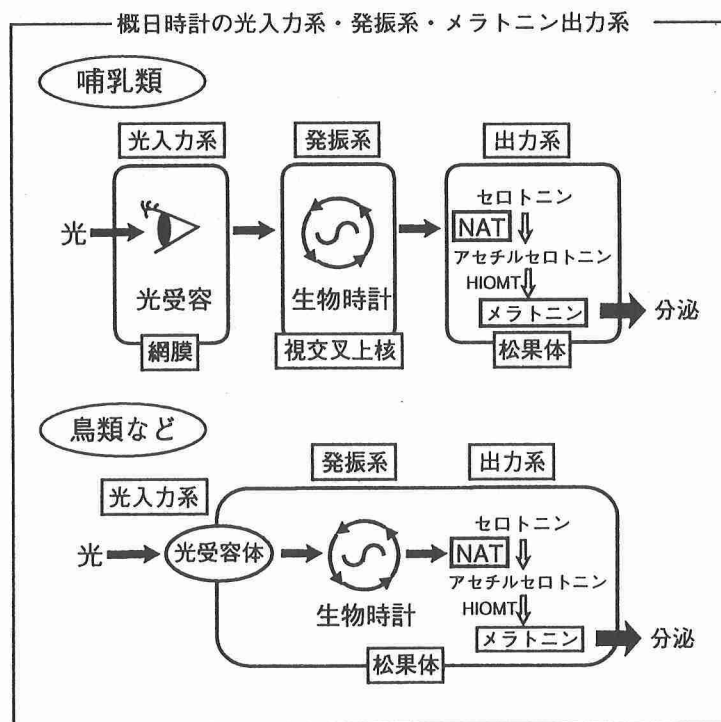 概日時計の光入力系・発振系・メラトニン出力系
哺乳類
光入力系 発振系 出力系
光
光受容
網膜
生物時計
視交叉上核
セロトニン
NAT
アセチルセロトニン
HIOMT
メラトニン
分泌
松果体
鳥類など
発振系 出力系
光入力系
光
光受容体
生物時計
セロトニン
NAT
アセチルセロトニン
HIOMT
メラトニン
分泌
松果体